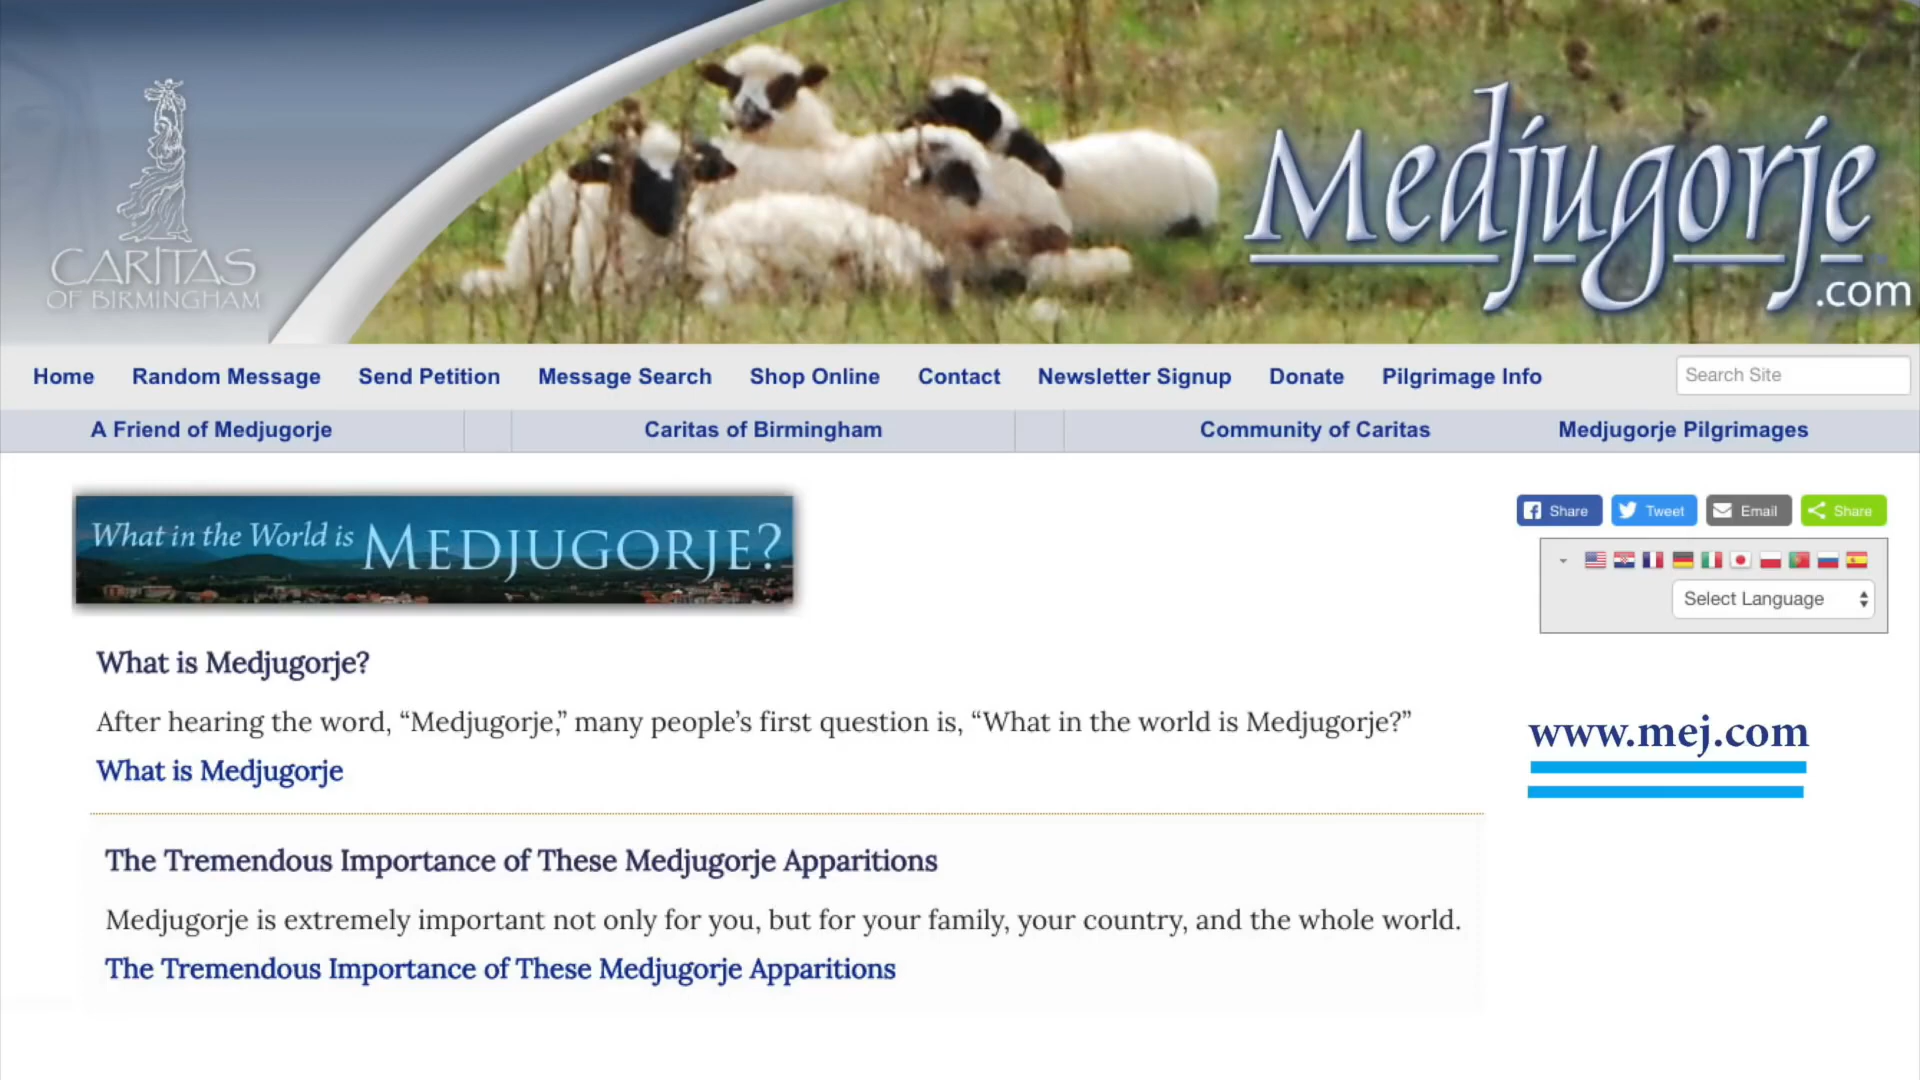 CARITAS
OF BIRMINGHAM
Medjugorje
.com
Home Random Message Send Petition Message Search Shop Online Contact Newsletter Signup Donate Pilgrimage Info Search Site
A Friend of Medjugorje Caritas of Birmingham Community of Caritas Medjugorje Pilgrimages
What in the World is MEDJUGORJE?
Share Tweet Email Share
Select Language
What is Medjugorje?
After hearing the word, “Medjugorje,” many people’s first question is, “What in the world is Medjugorje?”
What is Medjugorje
www.mej.com
The Tremendous Importance of These Medjugorje Apparitions
Medjugorje is extremely important not only for you, but for your family, your country, and the whole world.
The Tremendous Importance of These Medjugorje Apparitions